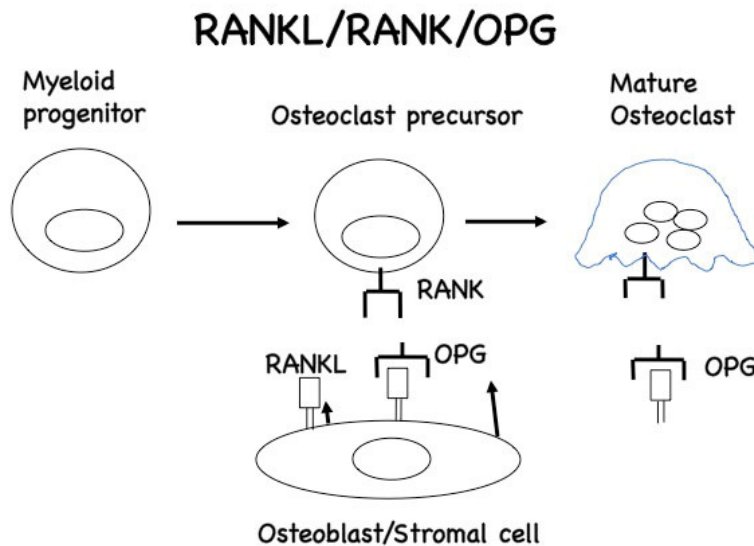 RANKL/RANK/OPG
Myeloid
progenitor
Osteoclast precursor
Mature
Osteoclast
RANK
RANKL
OPG
OPG
Osteoblast/Stromal cell